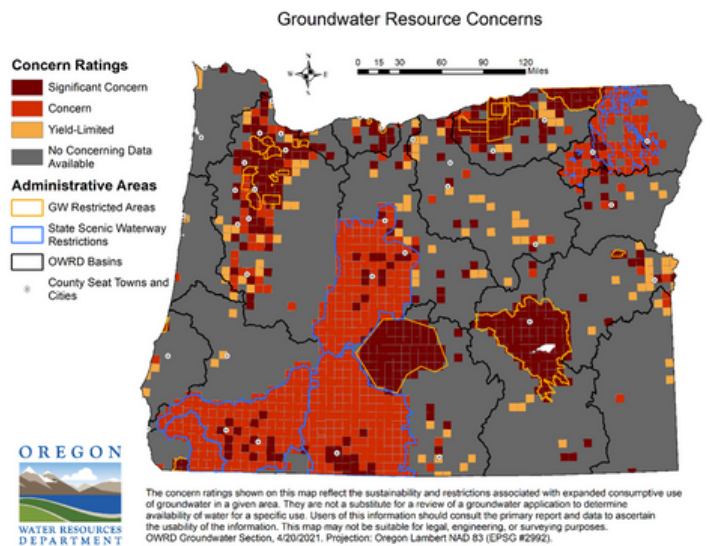 Groundwater Resource Concerns
Concern Ratings
Significant Concern
Concern
Yield-Limited
No Concerning Data
Available
Administrative Areas
GW Restricted Areas
State Scenic Waterway
Restrictions
OWRD Basins
County Seat Towns and
Cities
N
W E
S
0 15 30 60 90 120
Miles
OREGON
WATER RESOURCES
DEPARTMENT
The concern ratings shown on this map reflect the sustainability and restrictions associated with expanded consumptive use
of groundwater in a given area. They are not a substitute for a review of a groundwater application to determine
availability of water for a specific use. Users of this information should consult the primary report and data to ascertain
the usability of the information. This map may not be suitable for legal, engineering, or surveying purposes.
OWRD Groundwater Section, 4/20/2021. Projection: Oregon Lambert NAD 83 (EPSG #2992).